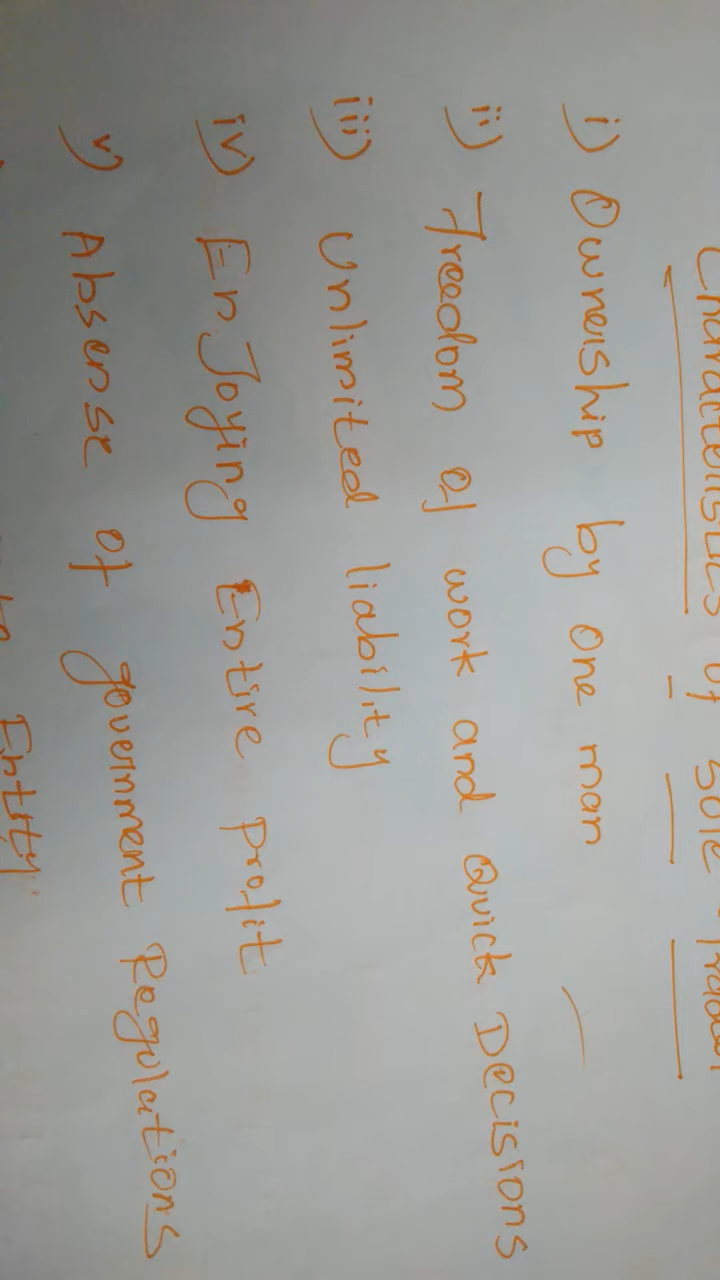 Characteristics of sole Trader
i) Ownership by one man
ii) Freedom of work and Quick Decisions
iii) Unlimited liability
iv) EnJoying Entire profit
v) Absense of government Regulations
Entity